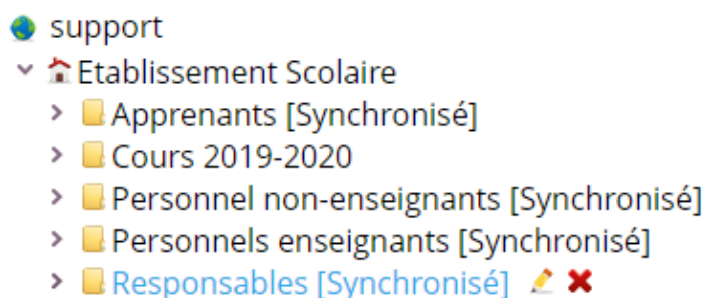 support
Etablissement Scolaire
Apprenants [Synchronisé]
Cours 2019-2020
Personnel non-enseignants [Synchronisé]
Personnels enseignants [Synchronisé]
Responsables [Synchronisé]